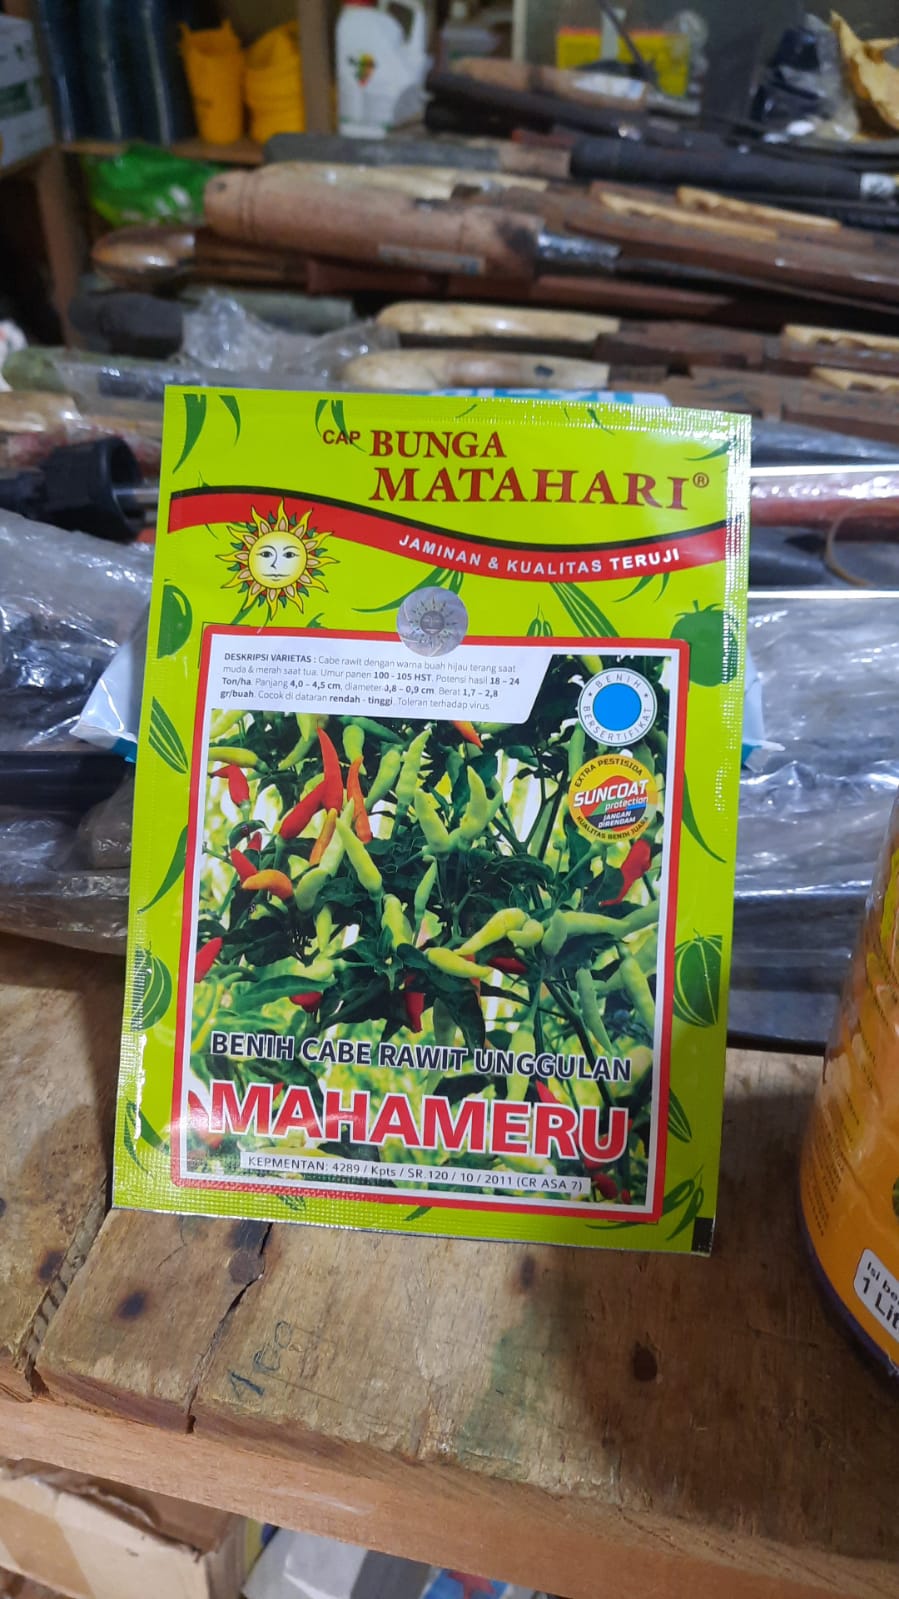 CAP BUNGA
MATAHARI®
JAMINAN & KUALITAS TERUJI
DESKRIPSI VARIETAS : Cabe rawit dengan warna buah hijau terang saat
muda & merah saat tua. Umur panen 100 - 105 HST. Potensi hasil 18 – 24
Ton/ha. Panjang 4,0 – 4,5 cm, diameter 0,8 – 0,9 cm. Berat 1,7 – 2,8
gr/buah. Cocok di dataran rendah - tinggi. Toleran terhadap virus.
BENIH
BERSERTIFIKAT
EXTRA PESTISIDA
SUNCOAT
protection
JANGAN
DIRENDAM
KUALITAS BENIH JUARA
BENIH CABE RAWIT UNGGULAN
MAHAMERU
KEPMENTAN: 4289 / Kpts / SR.120 / 10 / 2011 (CR ASA 7)
Isi
1 Lit